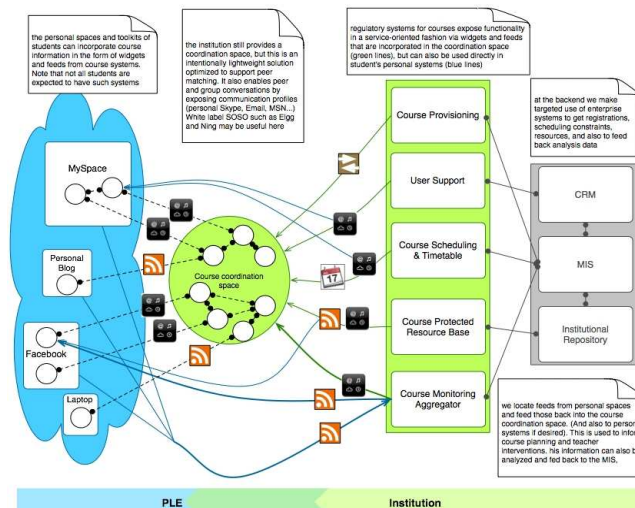 the personal spaces and toolkits of
students can incorporate course
information in the form of widgets
and feeds from course systems.
Note that not all students are
expected to have such systems
the institution still provides a
coordination space, but this is an
intentionally lightweight solution
optimized to support peer
matching. It also enables peer
and group conversations by
exposing communication profiles
(personal Skype, Email, MSN...)
White label SOSO such as Elgg
and Ning may be useful here
regulatory systems for courses expose functionality
in a service-oriented fashion via widgets and feeds
that are incorporated in the coordination space
(green lines), but can also be used directly in
student's personal systems (blue lines)
at the backend we make
targeted use of enterprise
systems to get registrations,
scheduling constraints,
resources, and also to feed
back analysis data
MySpace
Personal
Blog
Facebook
Laptop
Course coordination
space
17
Course Provisioning
User Support
Course Scheduling
& Timetable
Course Protected
Resource Base
Course Monitoring
Aggregator
CRM
MIS
Institutional
Repository
we locate feeds from personal spaces
and feed those back into the course
coordination space. (And also to person
systems if desired). This is used to infor
course planning and teacher
interventions. his information can also b
analyzed and fed back to the MIS,
PLE
Institution